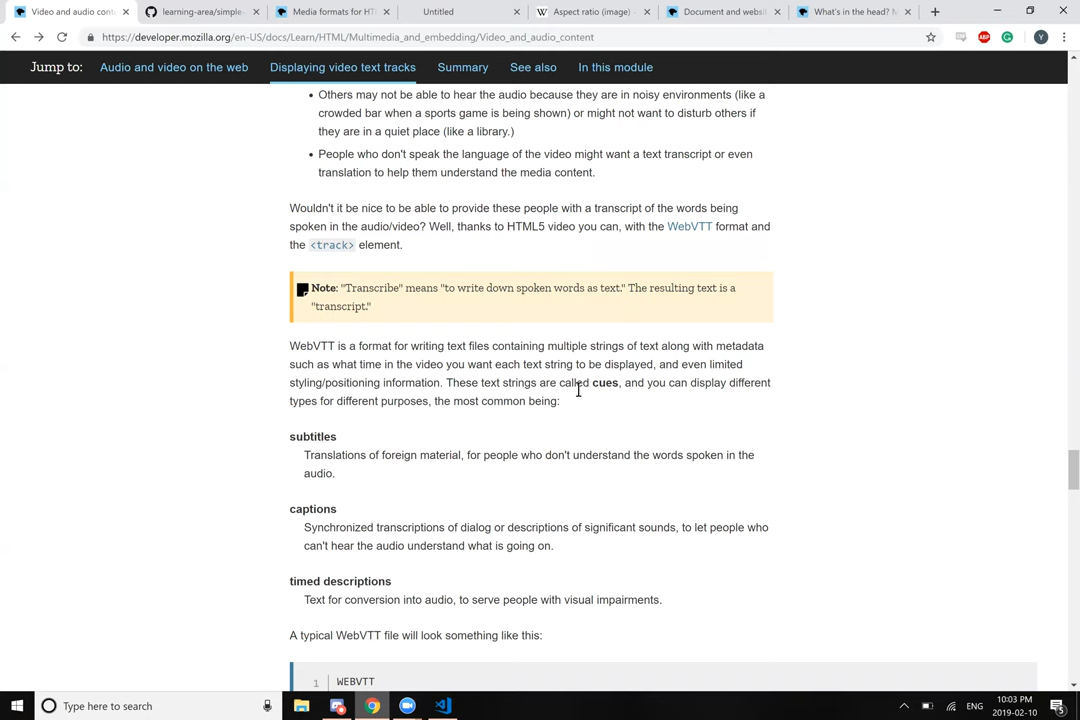 Video and audio cont
learning-area/simple-
Media formats for HT
Untitled
Aspect ratio (image) -
Document and websi
What's in the head? M
https://developer.mozilla.org/en-US/docs/Learn/HTML/Multimedia_and_embedding/Video_and_audio_content
ABP
Y
Jump to:
Audio and video on the web
Displaying video text tracks
Summary
See also
In this module
• Others may not be able to hear the audio because they are in noisy environments (like a
crowded bar when a sports game is being shown) or might not want to disturb others if
they are in a quiet place (like a library.)
• People who don't speak the language of the video might want a text transcript or even
translation to help them understand the media content.
Wouldn't it be nice to be able to provide these people with a transcript of the words being
spoken in the audio/video? Well, thanks to HTML5 video you can, with the WebVTT format and
the <track> element.
Note: "Transcribe" means "to write down spoken words as text." The resulting text is a
"transcript."
WebVTT is a format for writing text files containing multiple strings of text along with metadata
such as what time in the video you want each text string to be displayed, and even limited
styling/positioning information. These text strings are called cues, and you can display different
types for different purposes, the most common being:
subtitles
Translations of foreign material, for people who don't understand the words spoken in the
audio.
captions
Synchronized transcriptions of dialog or descriptions of significant sounds, to let people who
can't hear the audio understand what is going on.
timed descriptions
Text for conversion into audio, to serve people with visual impairments.
A typical WebVTT file will look something like this:
1 WEBVTT
Type here to search
ENG
10:03 PM
2019-02-10